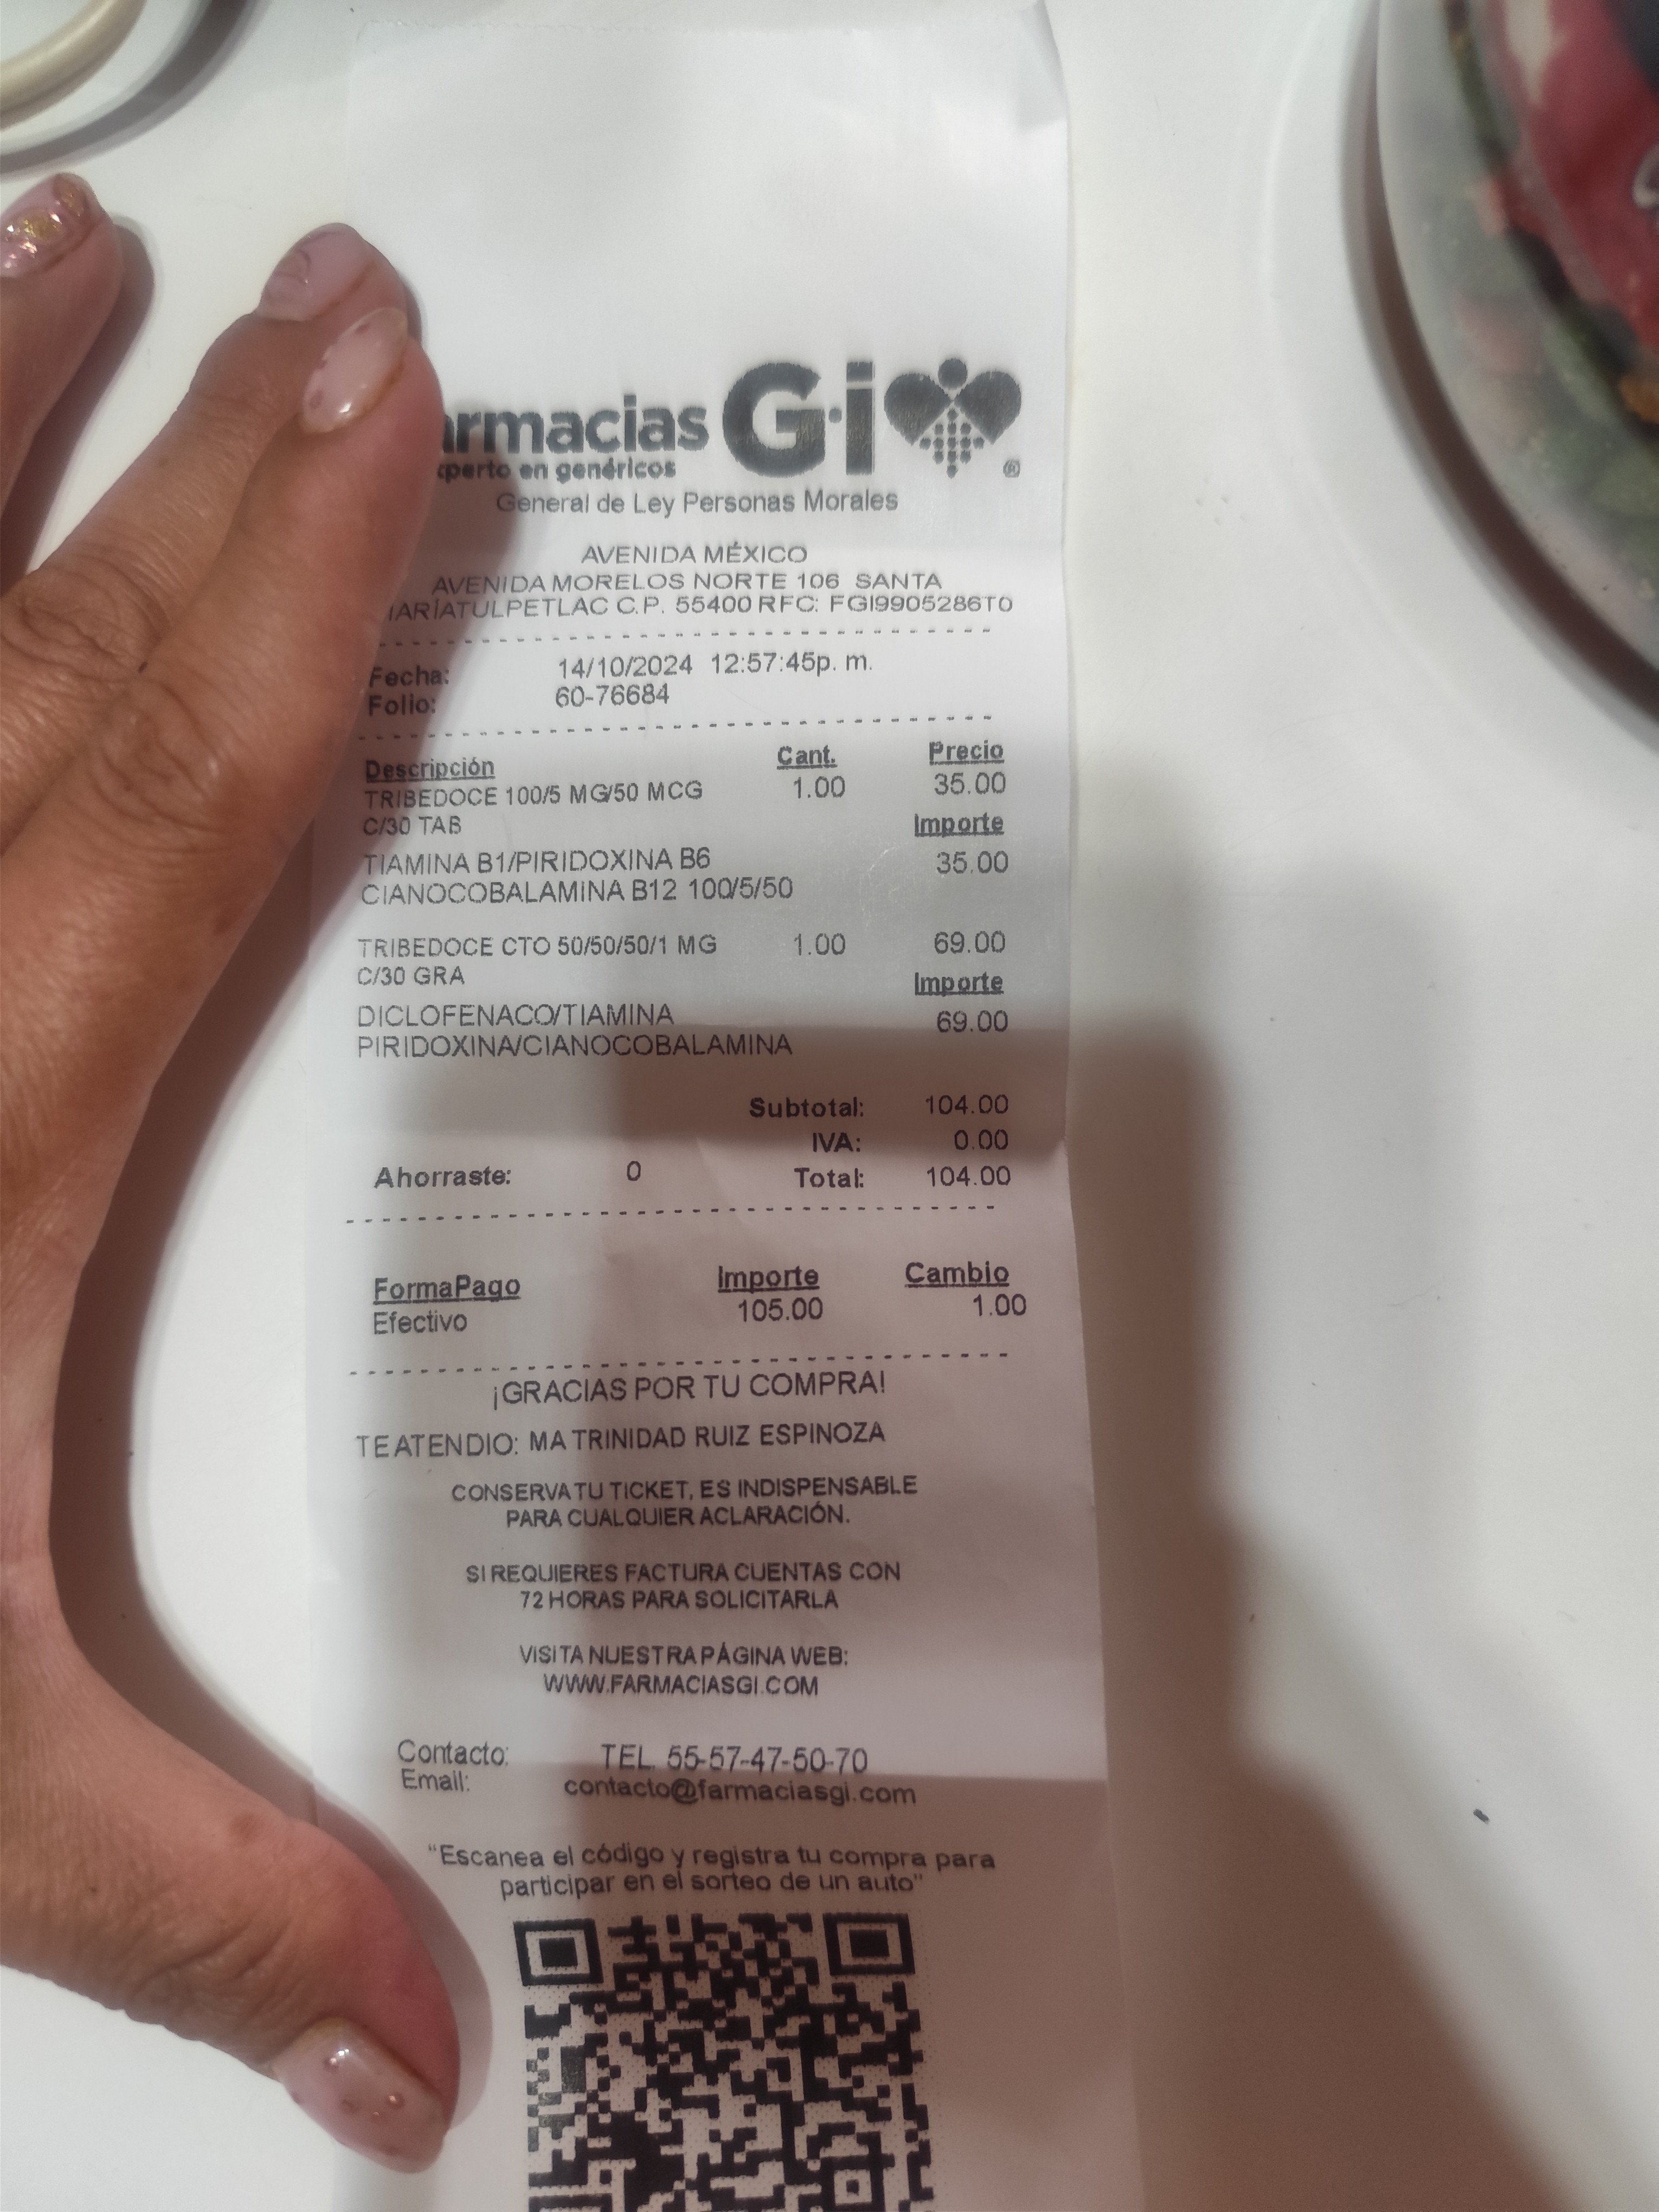 armacias G·i ®
xperto en genéricos
General de Ley Personas Morales
AVENIDA MÉXICO
AVENIDA MORELOS NORTE 106 SANTA
ARÍATULPETLAC C.P. 55400 RFC: FGI9905286T0
Fecha: 14/10/2024 12:57:45p. m.
Folio: 60-76684
Descripción Cant. Precio
TRIBEDOCE 100/5 MG/50 MCG 1.00 35.00
C/30 TAB Importe
TIAMINA B1/PIRIDOXINA B6 35.00
CIANOCOBALAMINA B12 100/5/50
TRIBEDOCE CTO 50/50/50/1 MG 1.00 69.00
C/30 GRA Importe
DICLOFENACO/TIAMINA 69.00
PIRIDOXINA/CIANOCOBALAMINA
Subtotal: 104.00
IVA: 0.00
Ahorraste: 0 Total: 104.00
FormaPago Importe Cambio
Efectivo 105.00 1.00
¡GRACIAS POR TU COMPRA!
TE ATENDIO: MA TRINIDAD RUIZ ESPINOZA
CONSERVA TU TICKET, ES INDISPENSABLE
PARA CUALQUIER ACLARACIÓN.
SI REQUIERES FACTURA CUENTAS CON
72 HORAS PARA SOLICITARLA
VISITA NUESTRA PÁGINA WEB:
WWW.FARMACIASGI.COM
Contacto: TEL. 55-57-47-50-70
Email: contacto@farmaciasgi.com
"Escanea el código y registra tu compra para
participar en el sorteo de un auto"